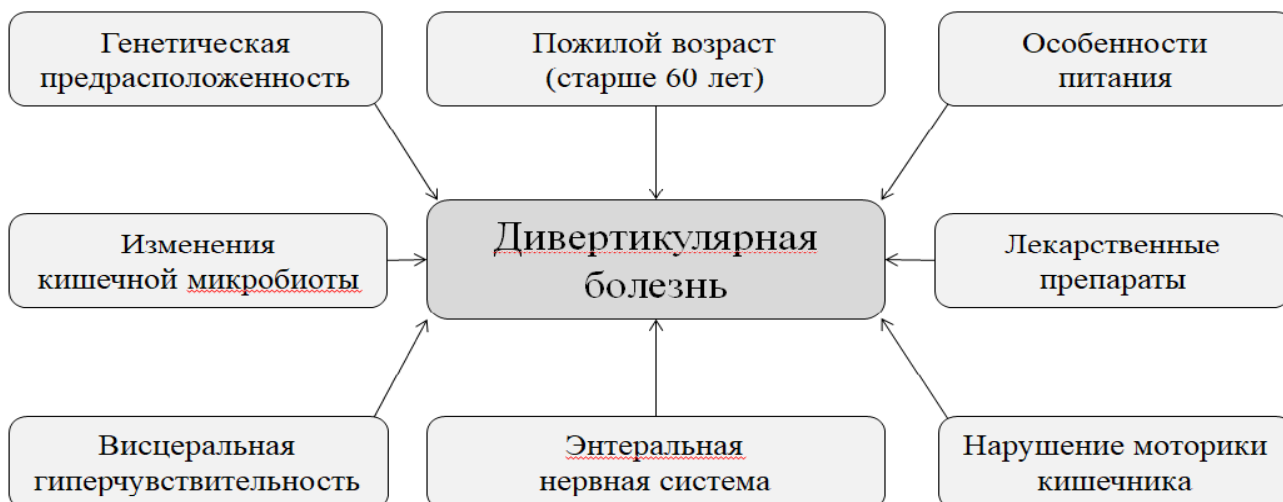 Генетическая
предрасположенность
Пожилой возраст
(старше 60 лет)
Особенности
питания
Изменения
кишечной микробиоты
Дивертикулярная
болезнь
Лекарственные
препараты
Висцеральная
гиперчувствительность
Энтеральная
нервная система
Нарушение моторики
кишечника